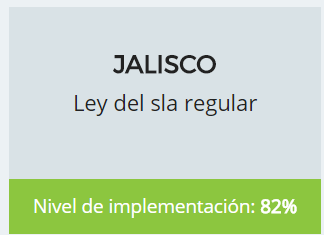 JALISCO
Ley del sla regular
Nivel de implementación: 82%